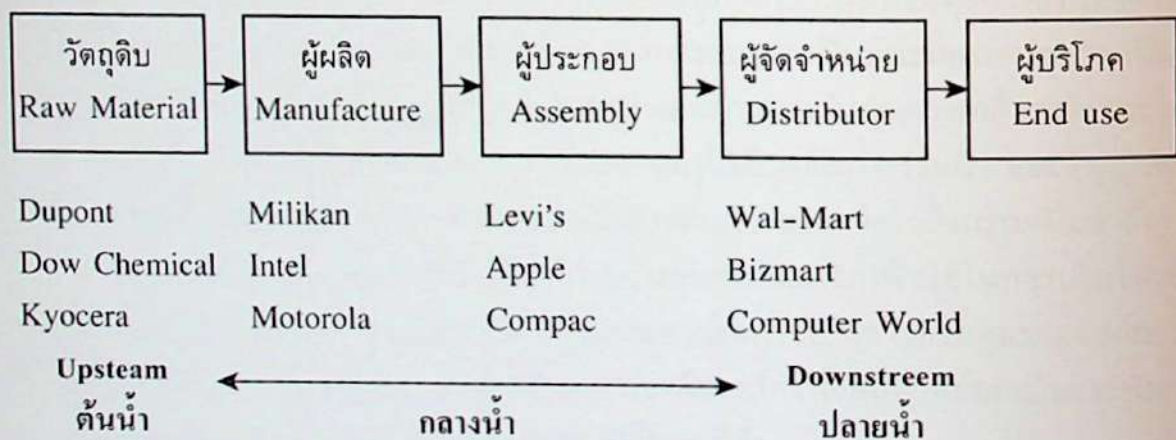 วัตถุดิบ
Raw Material
ผู้ผลิต
Manufacture
ผู้ประกอบ
Assembly
ผู้จัดจำหน่าย
Distributor
ผู้บริโภค
End use
Dupont
Dow Chemical
Kyocera
Milikan
Intel
Motorola
Levi's
Apple
Compac
Wal-Mart
Bizmart
Computer World
Upsteam
ต้นน้ำ
กลางน้ำ
Downstreem
ปลายน้ำ